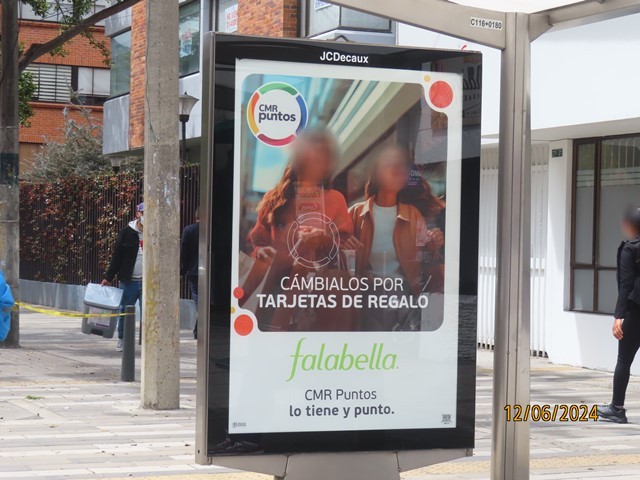 C116+0180
JCDecaux
CMR
puntos
CÁMBIALOS POR
TARJETAS DE REGALO
falabella.
CMR Puntos
lo tiene y punto.
12/06/2024